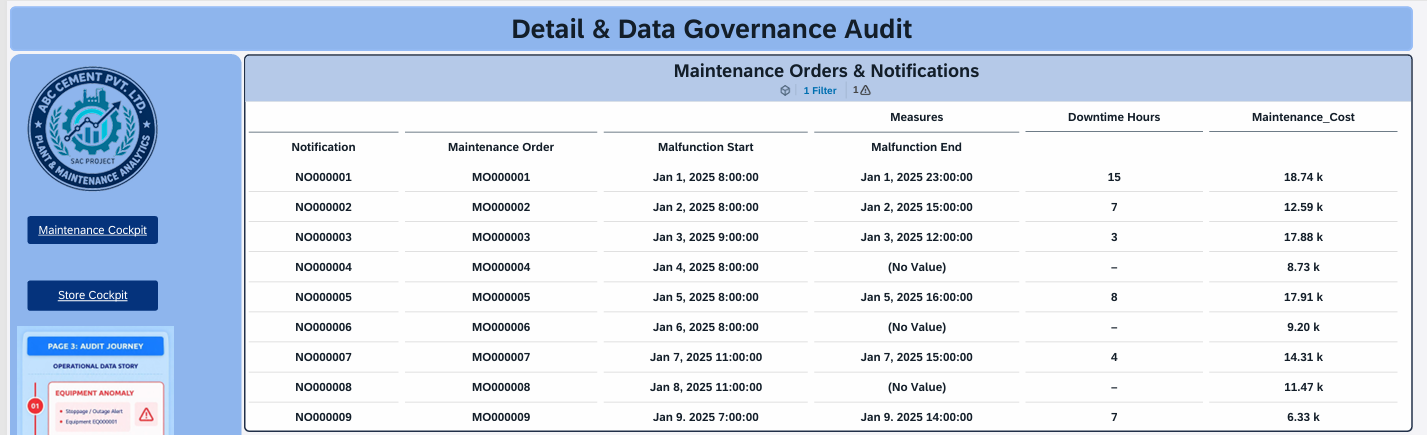 Detail & Data Governance Audit
ABC CEMENT PVT. LTD.
SAC PROJECT
PLANT & MAINTENANCE ANALYTICS
Maintenance Cockpit
Store Cockpit
PAGE 3: AUDIT JOURNEY
OPERATIONAL DATA STORY
01
EQUIPMENT ANOMALY
• Stoppage / Outage Alert
• Equipment EQ000001
Maintenance Orders & Notifications
1 Filter 1
Measures Downtime Hours Maintenance_Cost
Notification Maintenance Order Malfunction Start Malfunction End
NO000001 MO000001 Jan 1, 2025 8:00:00 Jan 1, 2025 23:00:00 15 18.74 k
NO000002 MO000002 Jan 2, 2025 8:00:00 Jan 2, 2025 15:00:00 7 12.59 k
NO000003 MO000003 Jan 3, 2025 9:00:00 Jan 3, 2025 12:00:00 3 17.88 k
NO000004 MO000004 Jan 4, 2025 8:00:00 (No Value) – 8.73 k
NO000005 MO000005 Jan 5, 2025 8:00:00 Jan 5, 2025 16:00:00 8 17.91 k
NO000006 MO000006 Jan 6, 2025 8:00:00 (No Value) – 9.20 k
NO000007 MO000007 Jan 7, 2025 11:00:00 Jan 7, 2025 15:00:00 4 14.31 k
NO000008 MO000008 Jan 8, 2025 11:00:00 (No Value) – 11.47 k
NO000009 MO000009 Jan 9, 2025 7:00:00 Jan 9, 2025 14:00:00 7 6.33 k